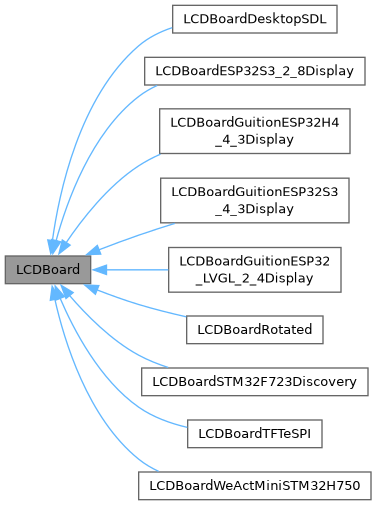 LCDBoardDesktopSDL
LCDBoardESP32S3_2_8Display
LCDBoardGuitionESP32H4
_4_3Display
LCDBoardGuitionESP32S3
_4_3Display
LCDBoard
LCDBoardGuitionESP32
_LVGL_2_4Display
LCDBoardRotated
LCDBoardSTM32F723Discovery
LCDBoardTFTeSPI
LCDBoardWeActMiniSTM32H750